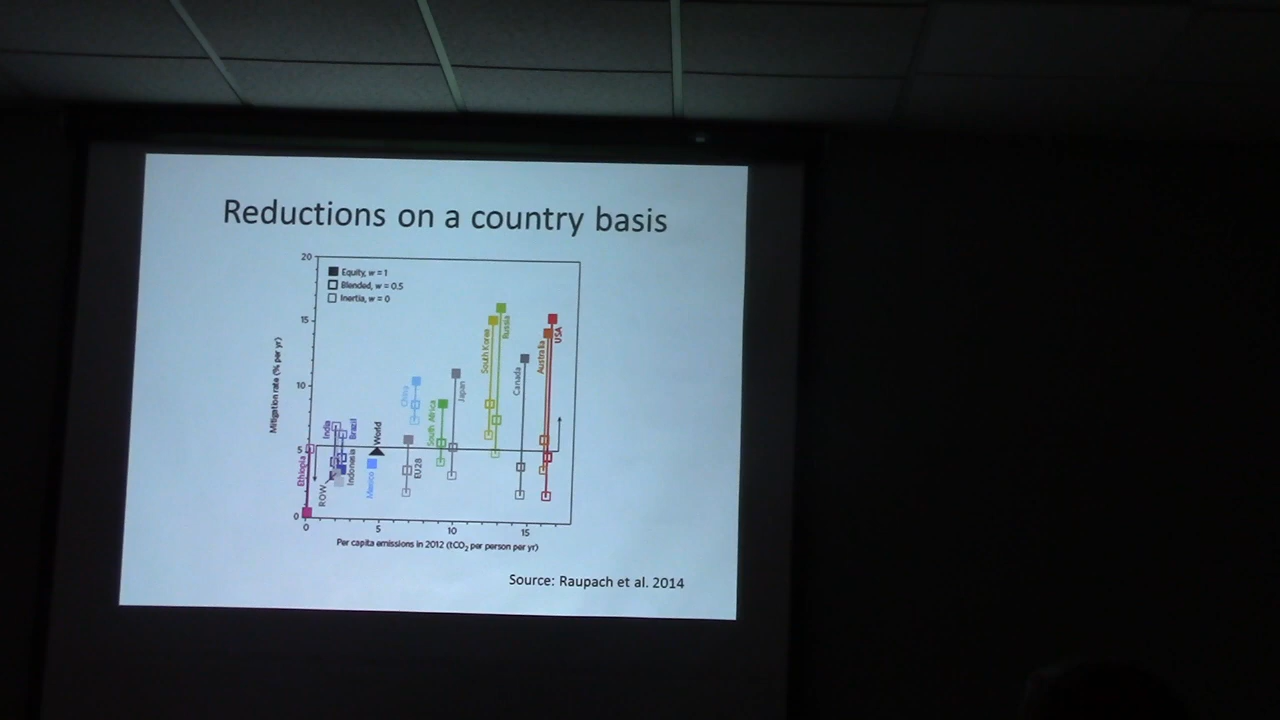 Reductions on a country basis
20
Equity, w = 1
Blended, w = 0.5
Inertia, w = 0
15
10
5
0
Mitigation rate (% per yr)
Ethiopia
ROW
India
Brazil
Indonesia
Mexico
World
China
EU28
South Africa
Japan
South Korea
Russia
Canada
Australia
USA
0
5
10
15
Per capita emissions in 2012 (tCO₂ per person per yr)
Source: Raupach et al. 2014